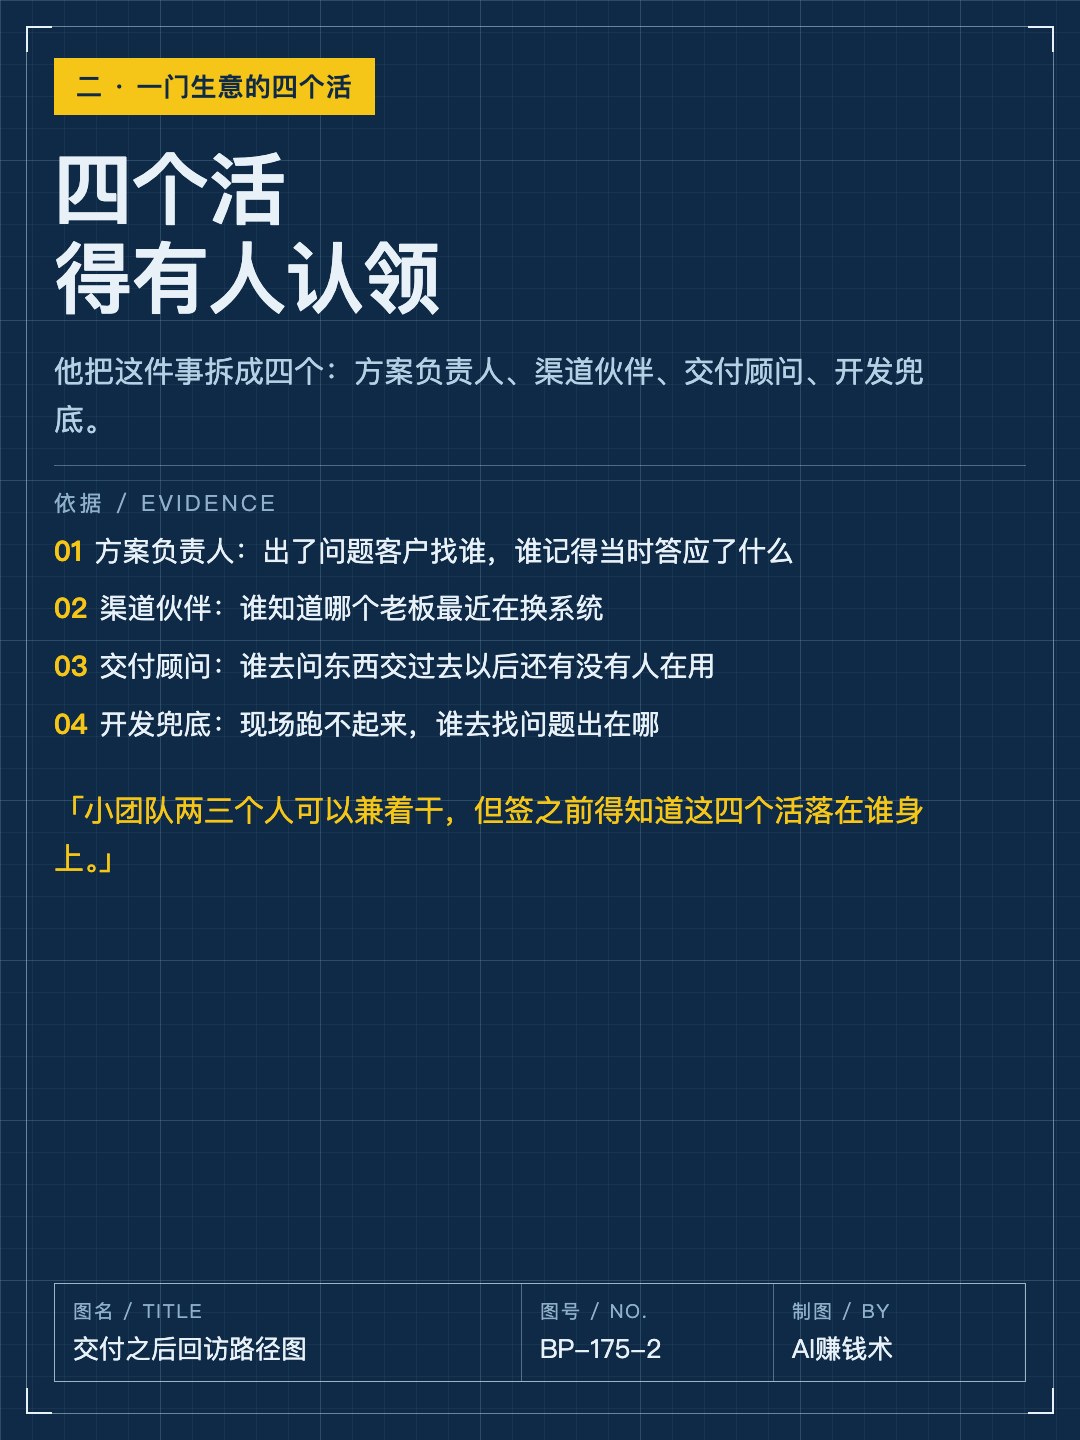 二 · 一门生意的四个活
四个活
得有人认领
他把这件事拆成四个：方案负责人、渠道伙伴、交付顾问、开发兜
底。
依据 / EVIDENCE
01 方案负责人：出了问题客户找谁，谁记得当时答应了什么
02 渠道伙伴：谁知道哪个老板最近在换系统
03 交付顾问：谁去问东西交过去以后还有没有人在用
04 开发兜底：现场跑不起来，谁去找问题出在哪
「小团队两三个人可以兼着干，但签之前得知道这四个活落在谁身
上。」
图名 / TITLE
交付之后回访路径图
图号 / NO.
BP-175-2
制图 / BY
AI赚钱术